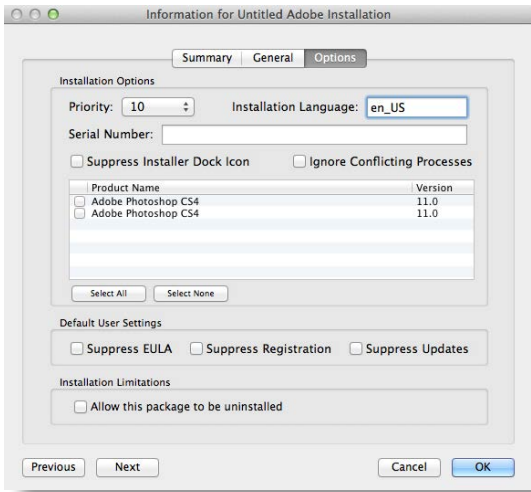 Information for Untitled Adobe Installation
Summary General Options
Installation Options
Priority: 10 Installation Language: en_US
Serial Number:
Suppress Installer Dock Icon Ignore Conflicting Processes
Product Name Version
Adobe Photoshop CS4 11.0
Adobe Photoshop CS4 11.0
Select All Select None
Default User Settings
Suppress EULA Suppress Registration Suppress Updates
Installation Limitations
Allow this package to be uninstalled
Previous Next Cancel OK